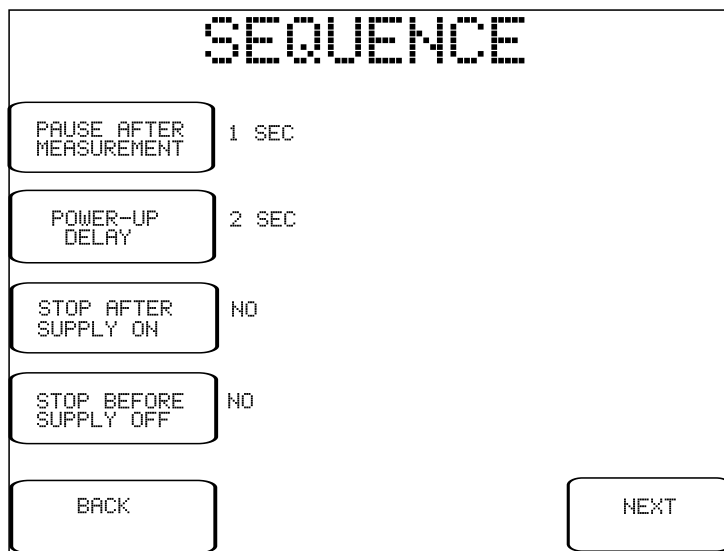 SEQUENCE
PAUSE AFTER
MEASUREMENT
1 SEC
POWER-UP
DELAY
2 SEC
STOP AFTER
SUPPLY ON
NO
STOP BEFORE
SUPPLY OFF
NO
BACK
NEXT